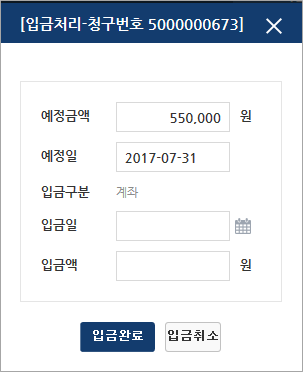 [입금처리-청구번호 5000000673]
예정금액 550,000 원
예정일 2017-07-31
입금구분 계좌
입금일
입금액 원
입금완료 입금취소